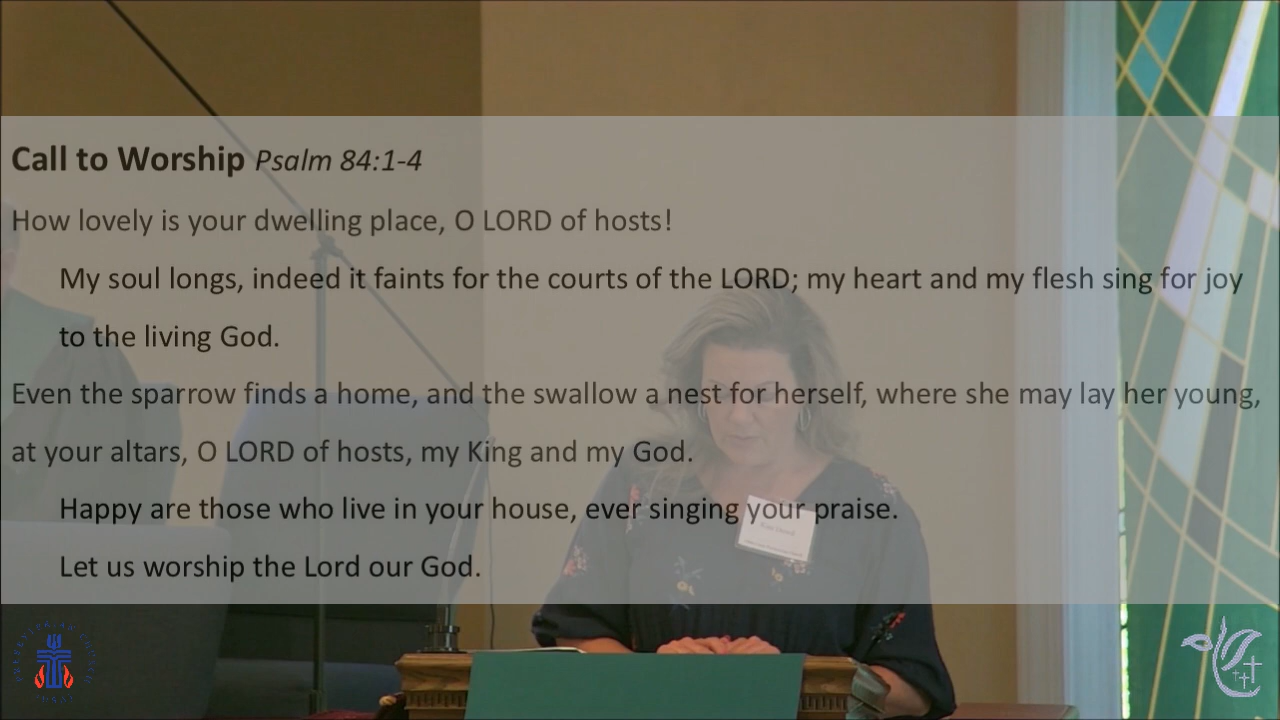 Call to Worship Psalm 84:1-4
How lovely is your dwelling place, O LORD of hosts!
My soul longs, indeed it faints for the courts of the LORD; my heart and my flesh sing for joy
to the living God.
Even the sparrow finds a home, and the swallow a nest for herself, where she may lay her young,
at your altars, O LORD of hosts, my King and my God.
Happy are those who live in your house, ever singing your praise.
Let us worship the Lord our God.
PRESBYTERIAN CHURCH
(USA)